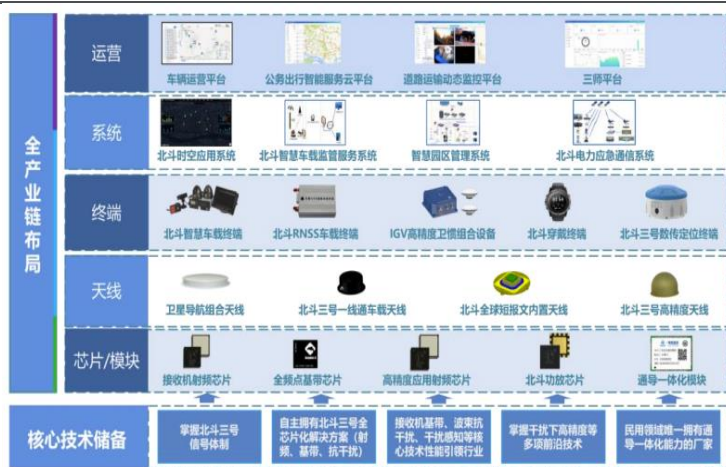 全产业链布局
运营
车辆运营平台
公务出行智能服务云平台
道路运输动态监控平台
三师平台
系统
北斗时空应用系统
北斗智慧车载监管服务系统
智慧园区管理系统
北斗电力应急通信系统
终端
北斗智慧车载终端
北斗RNSS车载终端
IGV高精度卫惯组合设备
北斗穿戴终端
北斗三号数传定位终端
天线
卫星导航组合天线
北斗三号一线通车载天线
北斗全球短报文内置天线
北斗三号高精度天线
芯片/模块
接收机射频芯片
全频点基带芯片
高精度应用射频芯片
北斗功放芯片
通导一体化模块
核心技术储备
掌握北斗三号
信号体制
自主拥有北斗三号全
芯片化解决方案（射
频、基带、抗干扰）
接收机基带、波束抗
干扰、干扰感知等核
心技术性能引领行业
掌握干扰下高精度等
多项前沿技术
民用领域唯一拥有通
导一体化能力的厂家